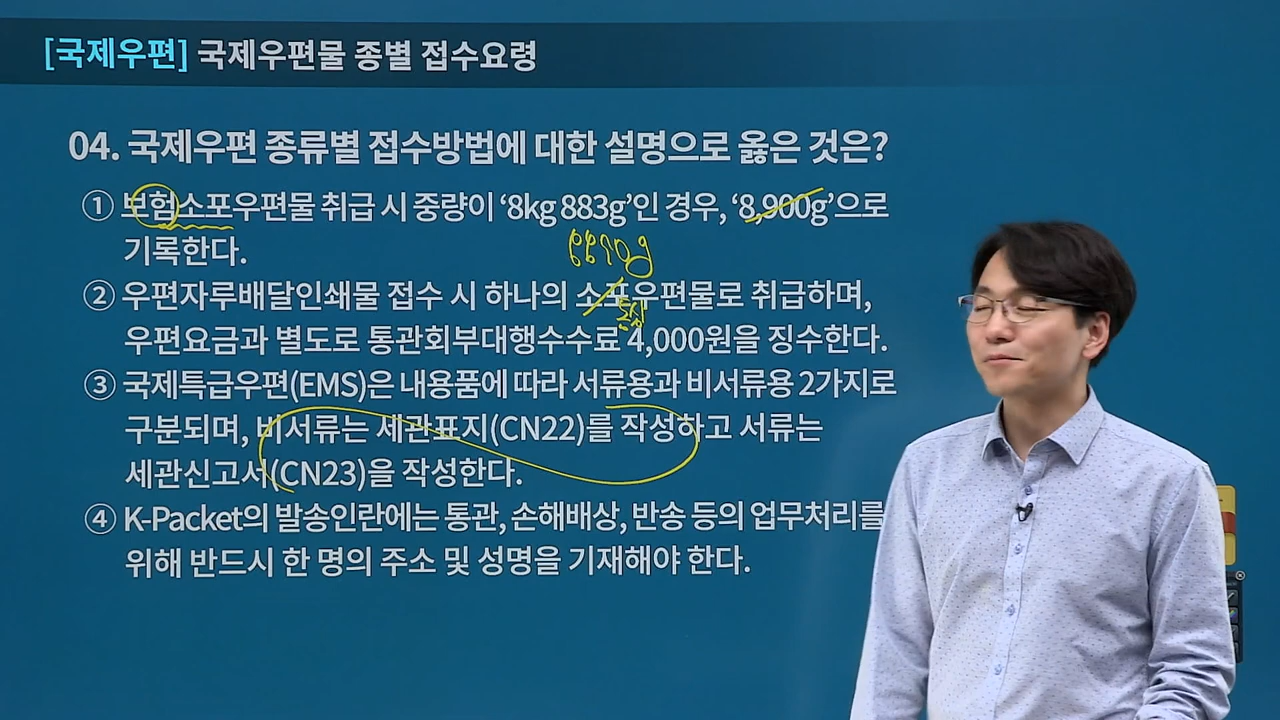 [국제우편] 국제우편물 종별 접수요령
04. 국제우편 종류별 접수방법에 대한 설명으로 옳은 것은?
① 보험소포우편물 취급 시 중량이 ‘8kg 883g’인 경우, ‘8,900g’으로
기록한다.
8890g
② 우편자루배달인쇄물 접수 시 하나의 소포우편물로 취급하며,
통상
우편요금과 별도로 통관회부대행수수료 4,000원을 징수한다.
③ 국제특급우편(EMS)은 내용품에 따라 서류용과 비서류용 2가지로
구분되며, 비서류는 세관표지(CN22)를 작성하고 서류는
세관신고서(CN23)을 작성한다.
④ K-Packet의 발송인란에는 통관, 손해배상, 반송 등의 업무처리를
위해 반드시 한 명의 주소 및 성명을 기재해야 한다.